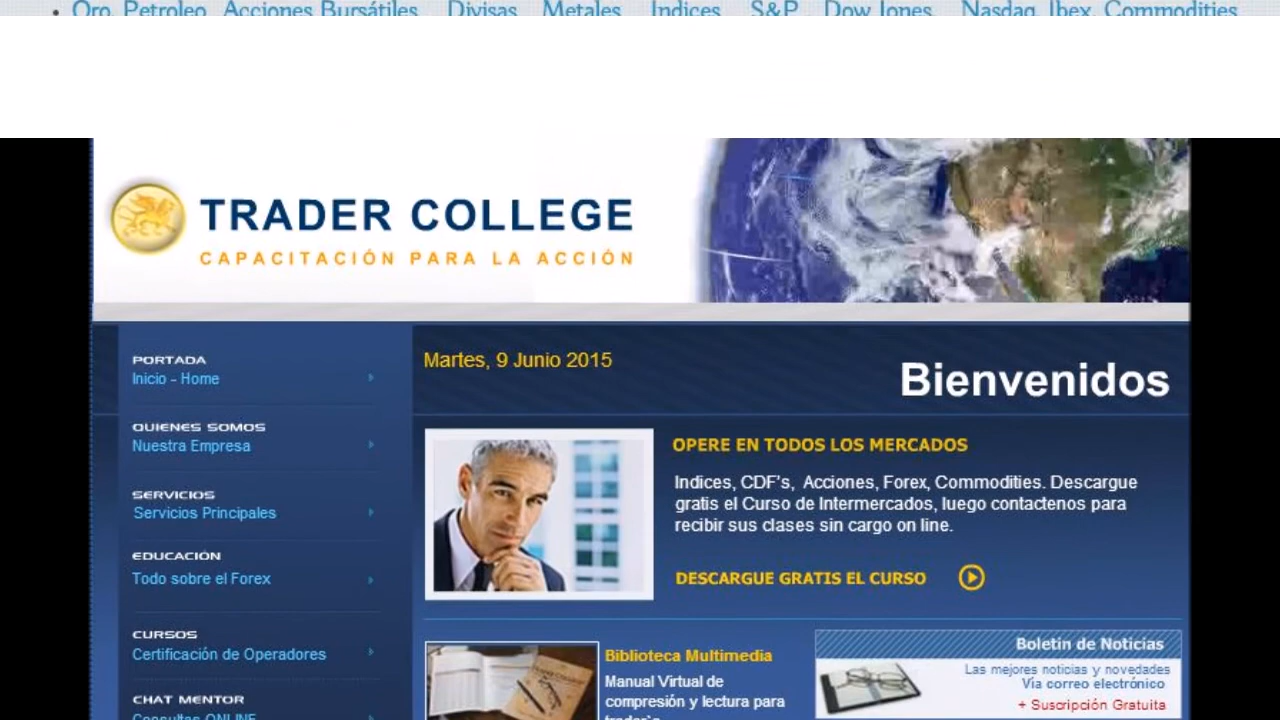 Oro, Petroleo, Acciones Bursátiles Divisas Metales Indices S&P Dow Jones Nasdaq, Ibex, Commodities
TRADER COLLEGE
CAPACITACIÓN PARA LA ACCIÓN
PORTADA
Inicio - Home
QUIENES SOMOS
Nuestra Empresa
SERVICIOS
Servicios Principales
EDUCACIÓN
Todo sobre el Forex
CURSOS
Certificación de Operadores
CHAT MENTOR
Consultas ONLINE
Martes, 9 Junio 2015
Bienvenidos
OPERE EN TODOS LOS MERCADOS
Indices, CDF's, Acciones, Forex, Commodities. Descargue
gratis el Curso de Intermercados, luego contactenos para
recibir sus clases sin cargo on line.
DESCARGUE GRATIS EL CURSO
Biblioteca Multimedia
Manual Virtual de
compresión y lectura para
trader's
Boletin de Noticias
Las mejores noticias y novedades
Vía correo electrónico
+ Suscripción Gratuita